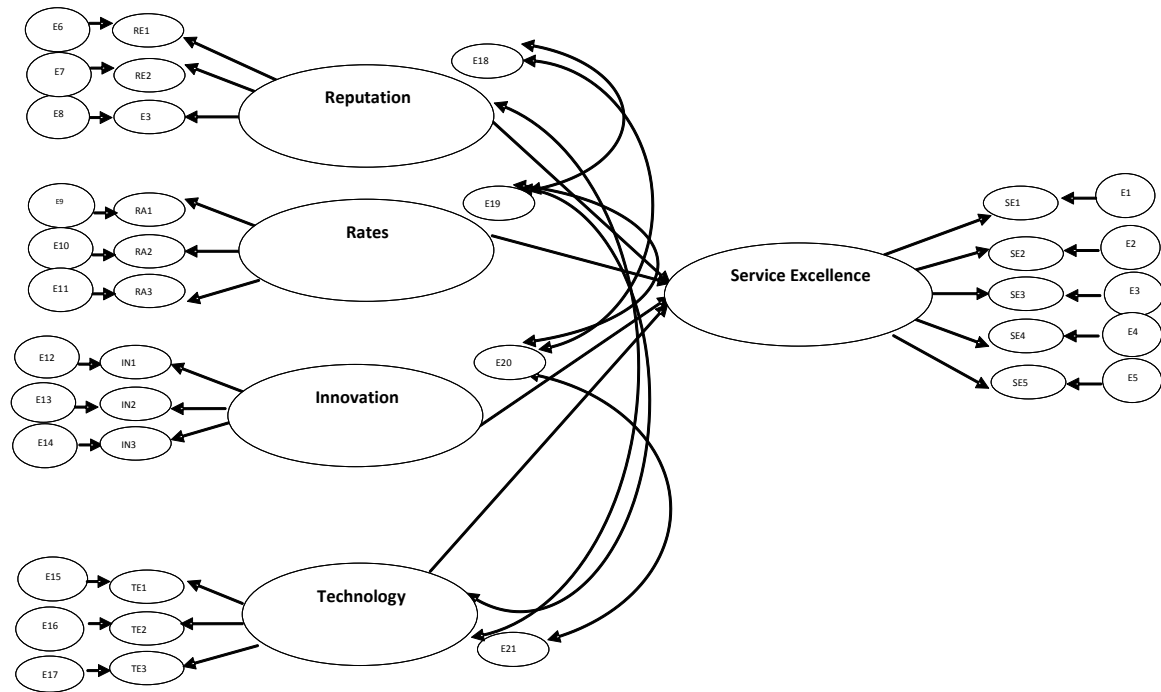 E6
RE1
E7
RE2
E8
E3
Reputation
E18
E9
RA1
E10
RA2
E11
RA3
Rates
E19
E12
IN1
E13
IN2
E14
IN3
Innovation
E20
E15
TE1
E16
TE2
E17
TE3
Technology
E21
Service Excellence
SE1
E1
SE2
E2
SE3
E3
SE4
E4
SE5
E5